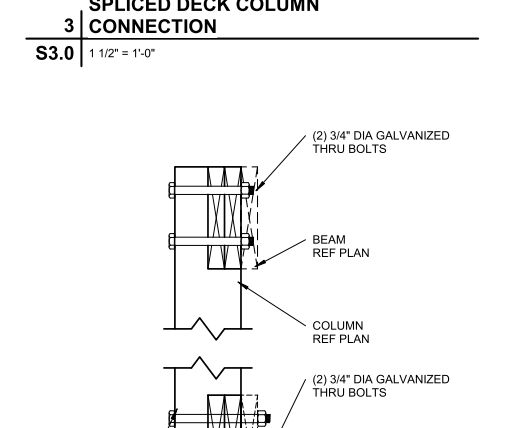 SPLICED DECK COLUMN
3 CONNECTION
S3.0 1 1/2" = 1'-0"
(2) 3/4" DIA GALVANIZED
THRU BOLTS
BEAM
REF PLAN
COLUMN
REF PLAN
(2) 3/4" DIA GALVANIZED
THRU BOLTS